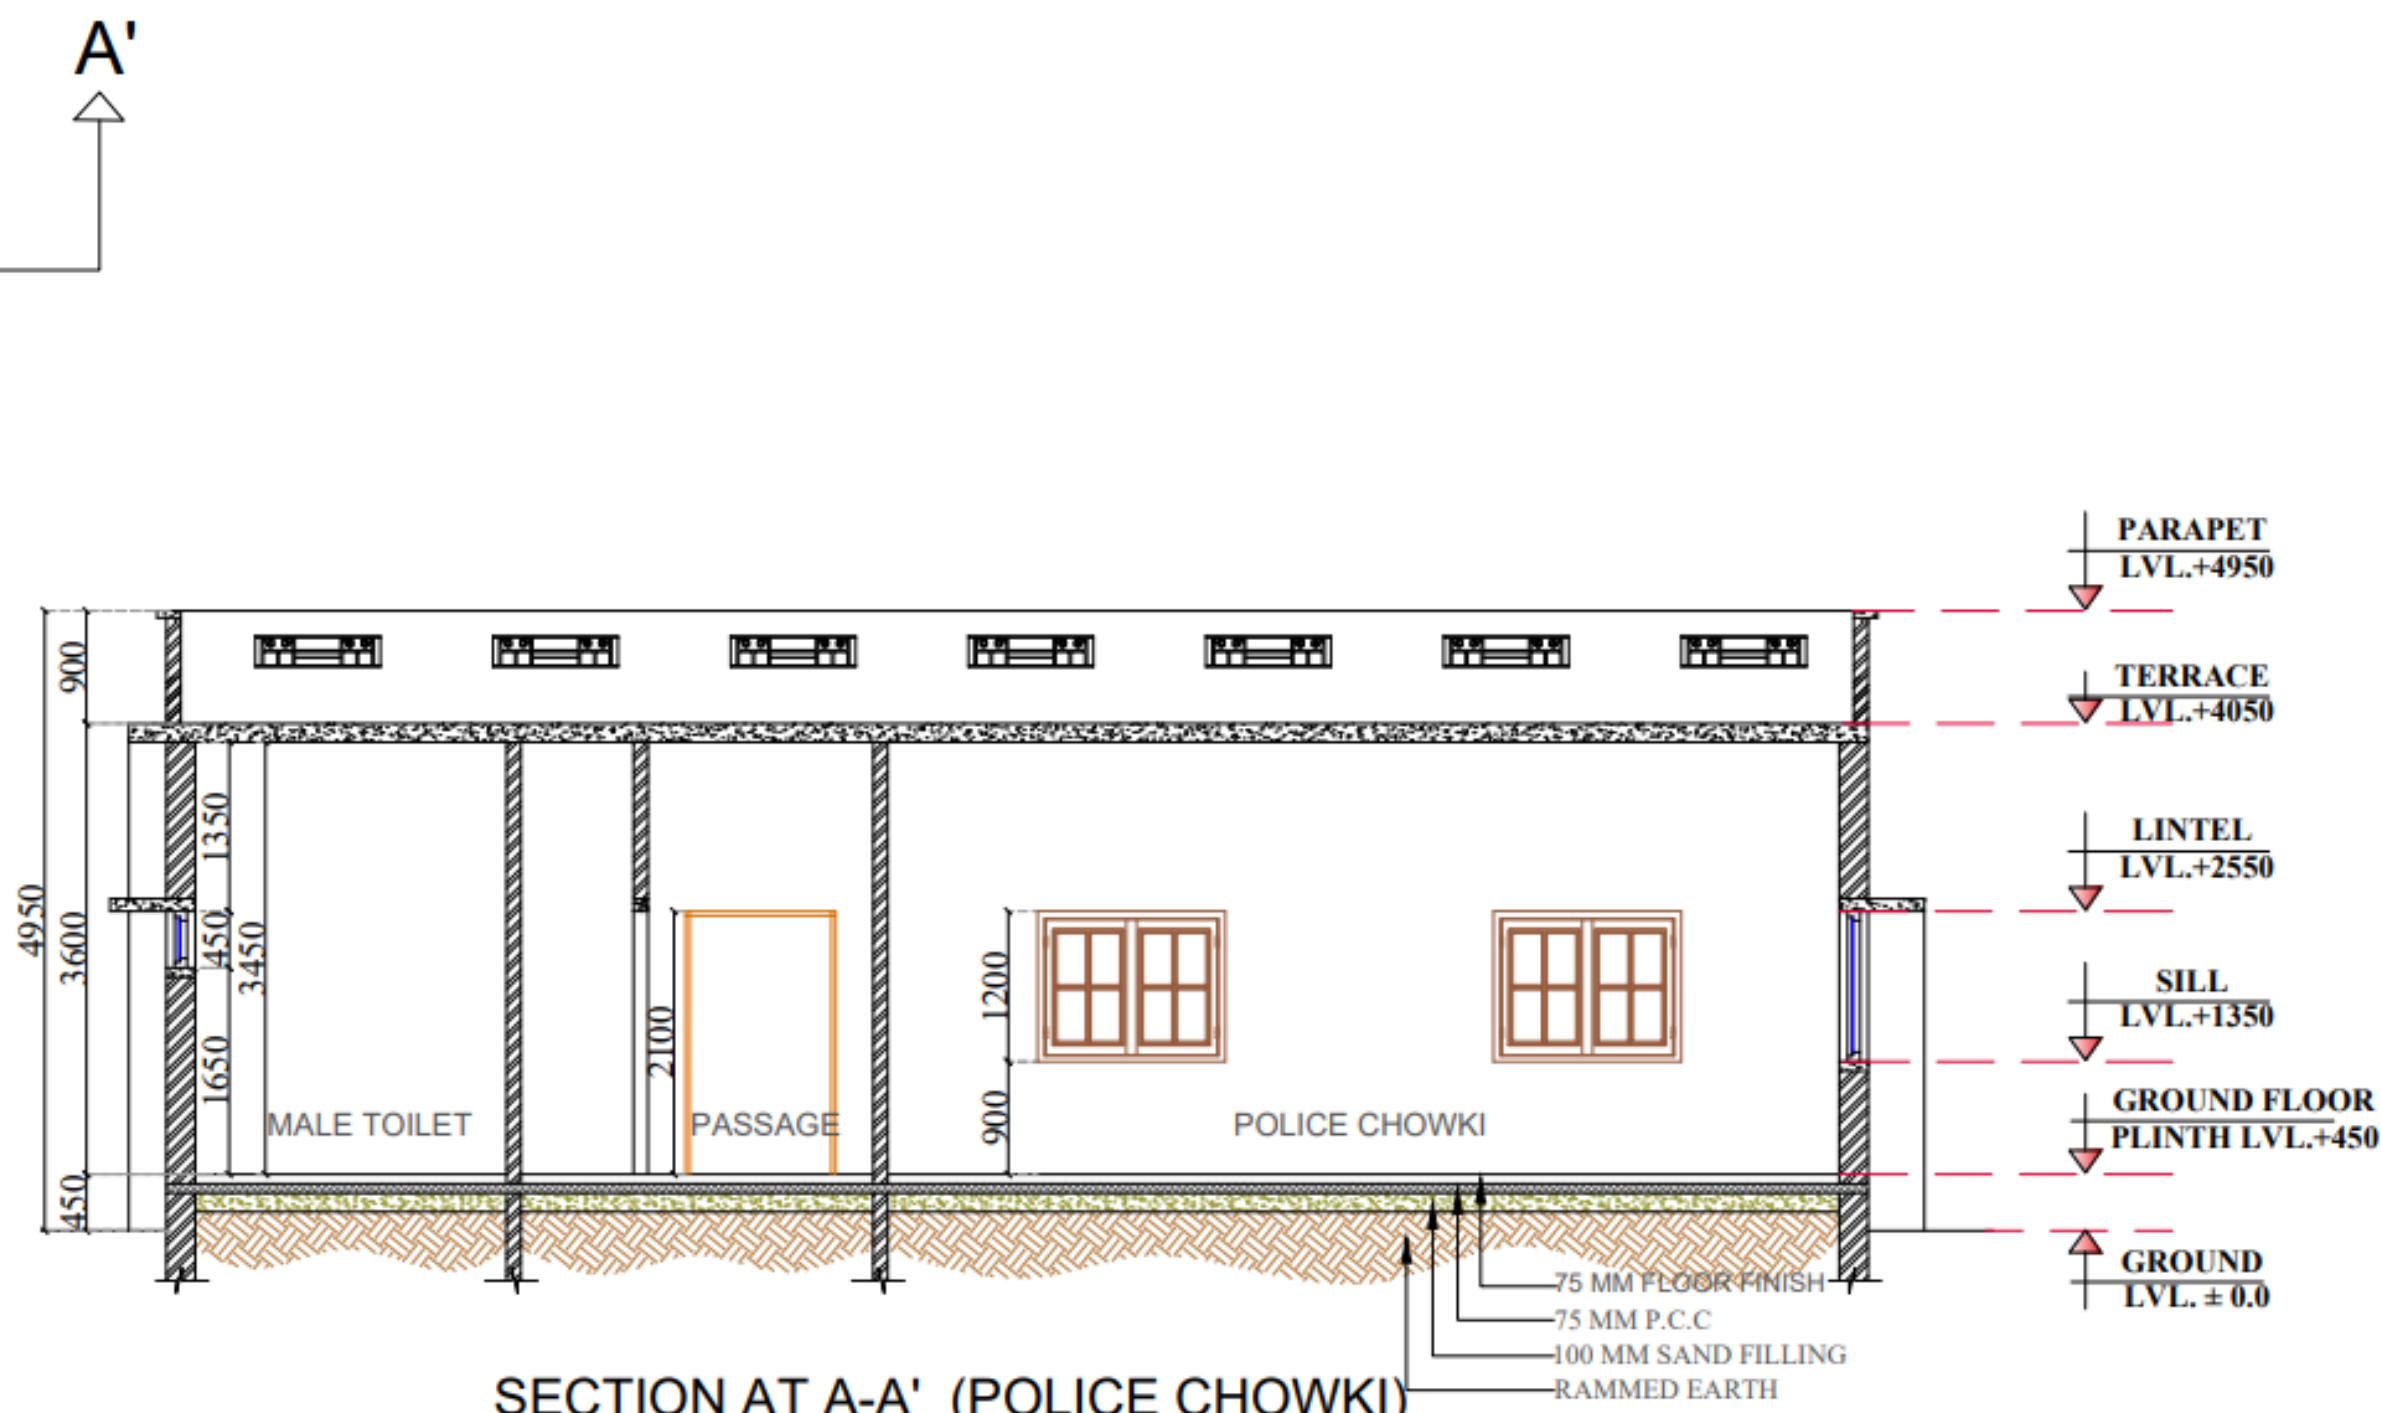 A'
PARAPET
LVL.+4950
TERRACE
LVL.+4050
LINTEL
LVL.+2550
SILL
LVL.+1350
GROUND FLOOR
PLINTH LVL.+450
GROUND
LVL. ± 0.0
4950
900
3600
450
1350
450
1650
3450
2100
1200
900
MALE TOILET
PASSAGE
POLICE CHOWKI
75 MM FLOOR FINISH
75 MM P.C.C
100 MM SAND FILLING
RAMMED EARTH
SECTION AT A-A' (POLICE CHOWKI)